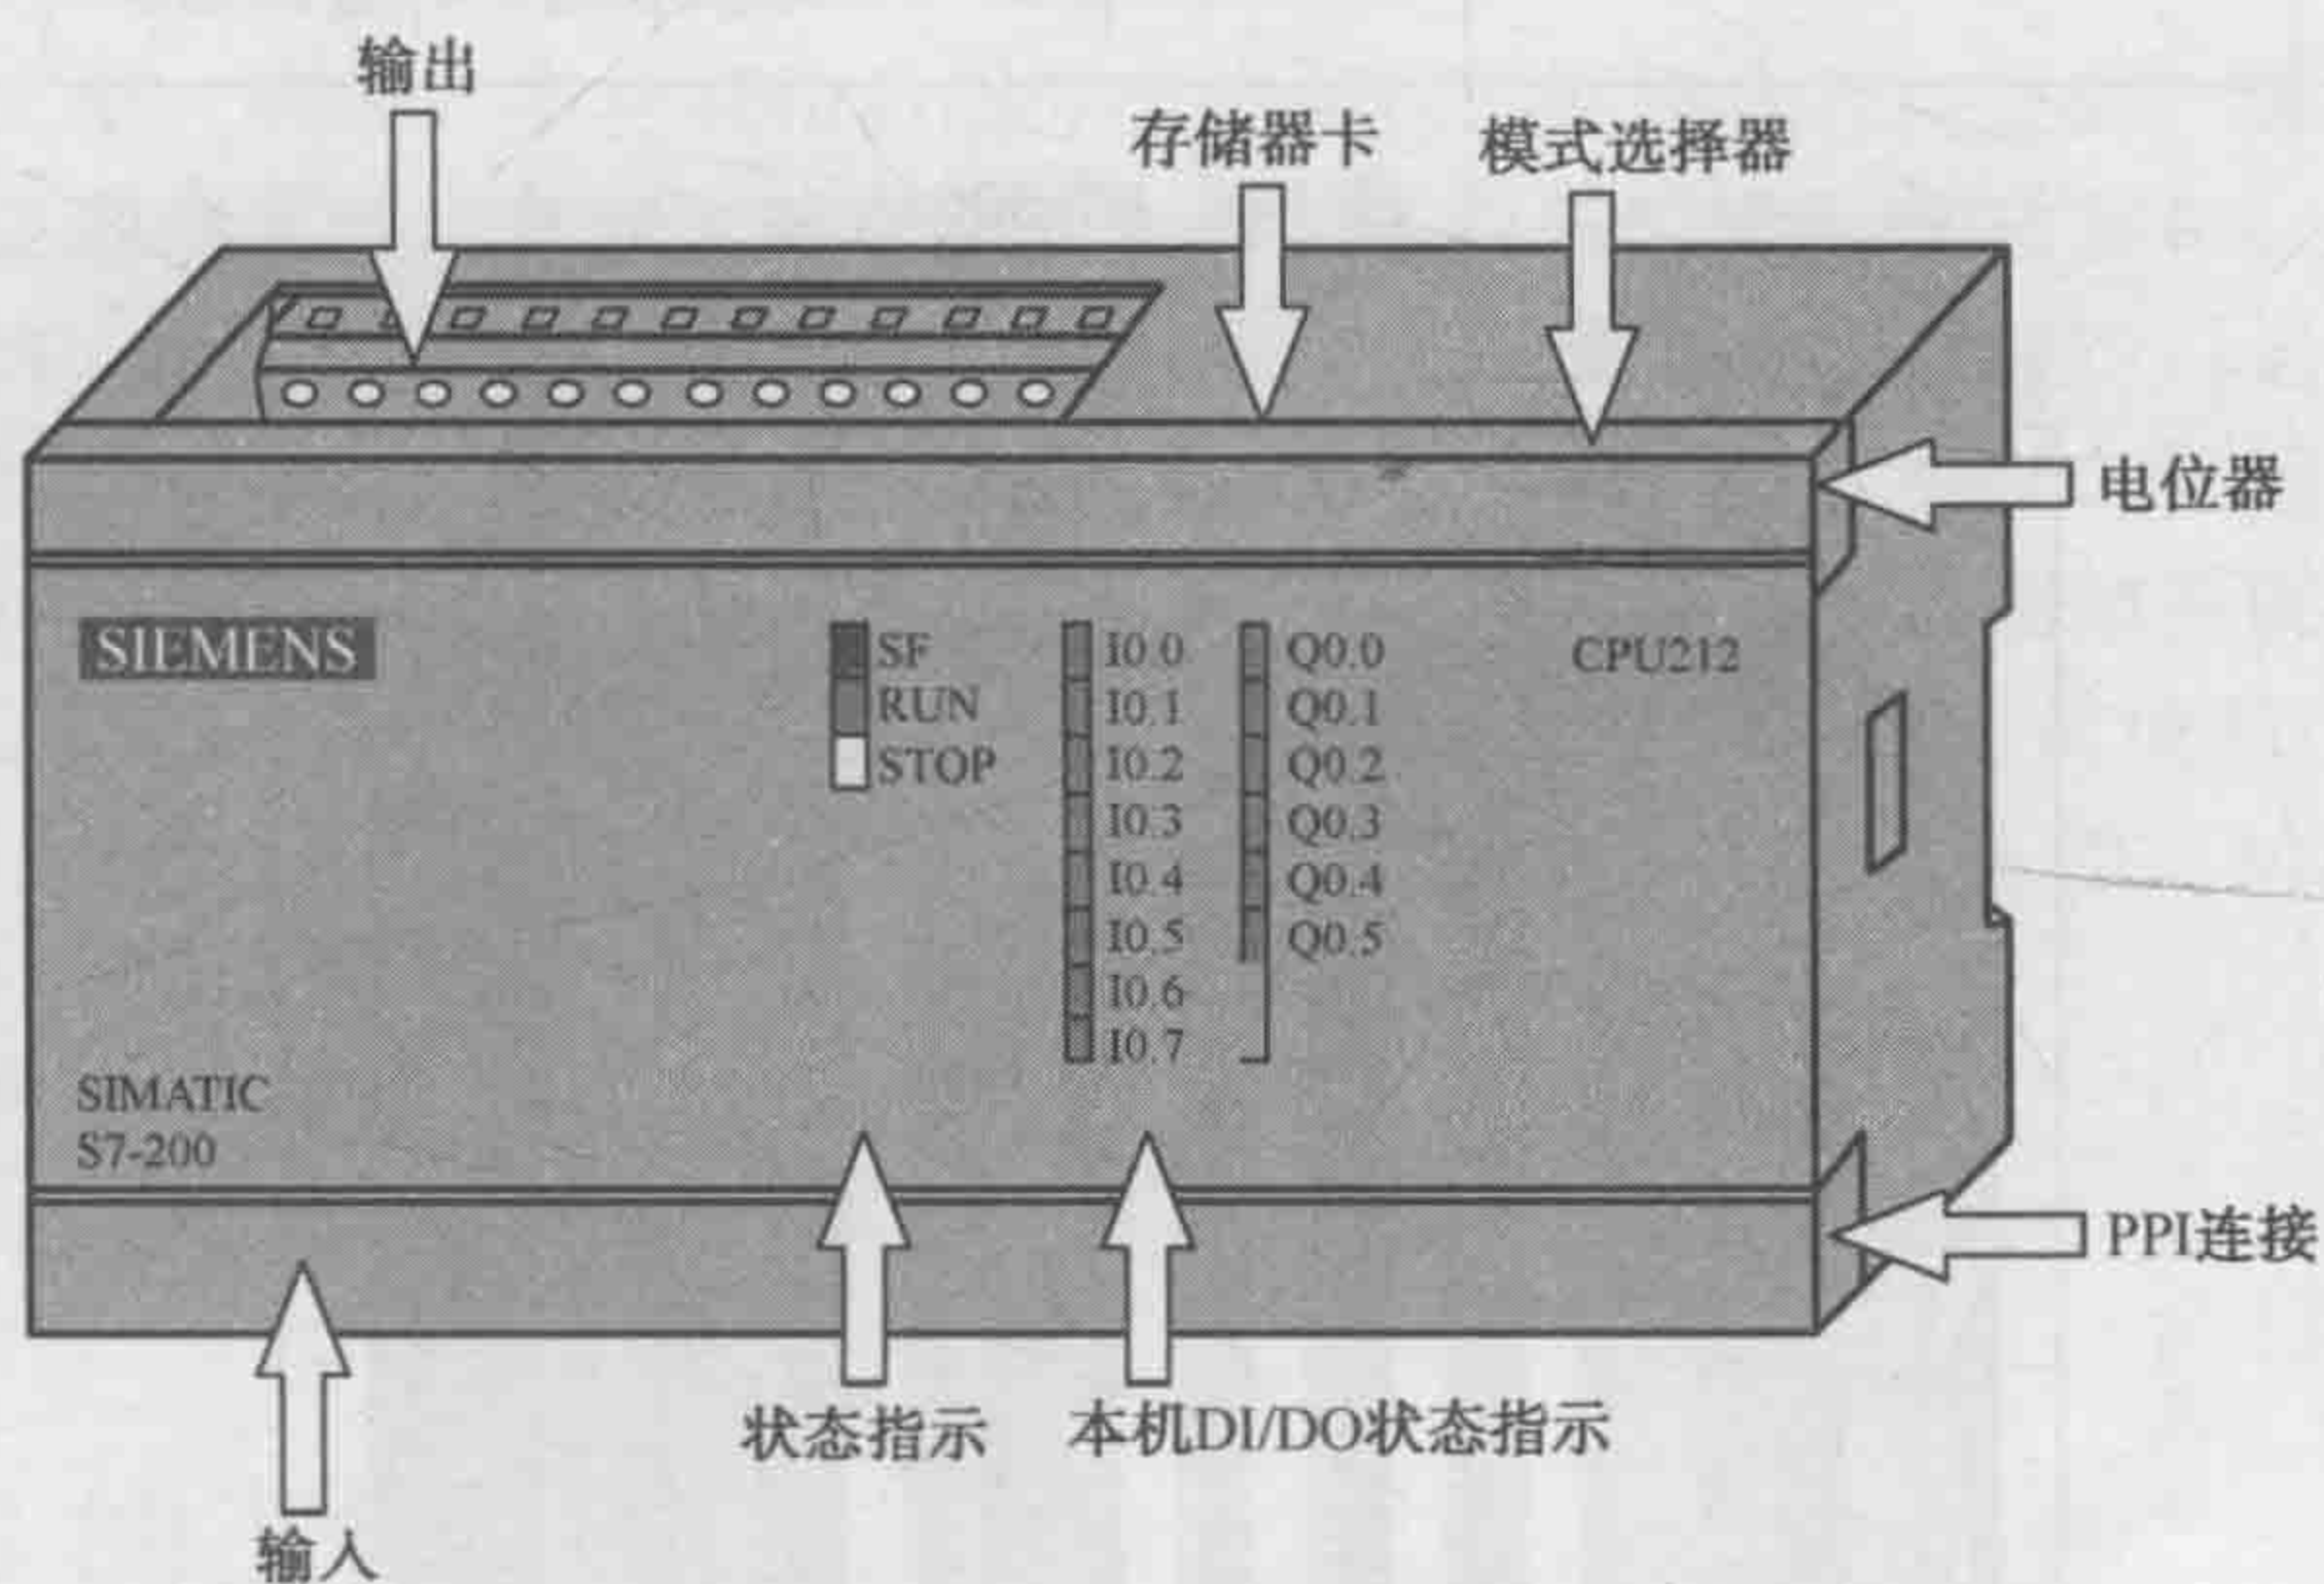 输出
存储器卡
模式选择器
电位器
SIEMENS
SF
RUN
STOP
I0.0
I0.1
I0.2
I0.3
I0.4
I0.5
I0.6
I0.7
Q0.0
Q0.1
Q0.2
Q0.3
Q0.4
Q0.5
CPU212
SIMATIC
S7-200
PPI连接
状态指示
本机DI/DO状态指示
输入